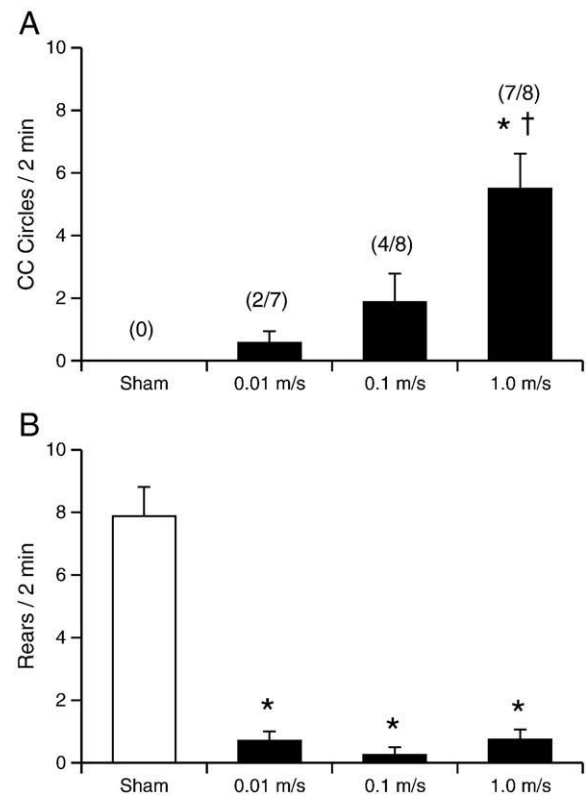 A
10
8
6
4
2
0
CC Circles / 2 min
(0)
(2/7)
(4/8)
(7/8)
* †
Sham
0.01 m/s
0.1 m/s
1.0 m/s
B
10
8
6
4
2
0
Rears / 2 min
*
*
*
Sham
0.01 m/s
0.1 m/s
1.0 m/s